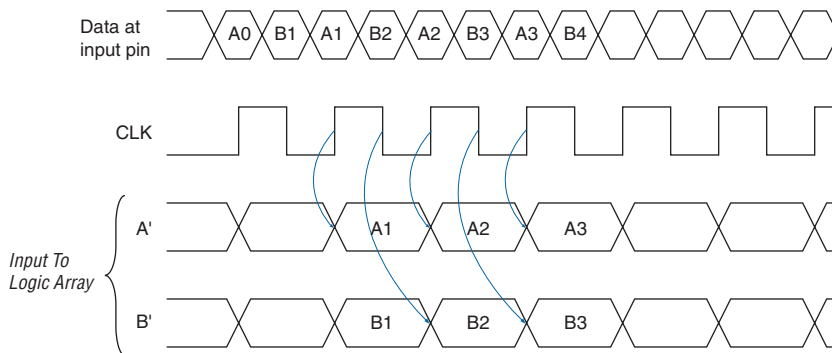 Data at
input pin
A0 B1 A1 B2 A2 B3 A3 B4
CLK
Input To
Logic Array
A'
A1 A2 A3
B'
B1 B2 B3